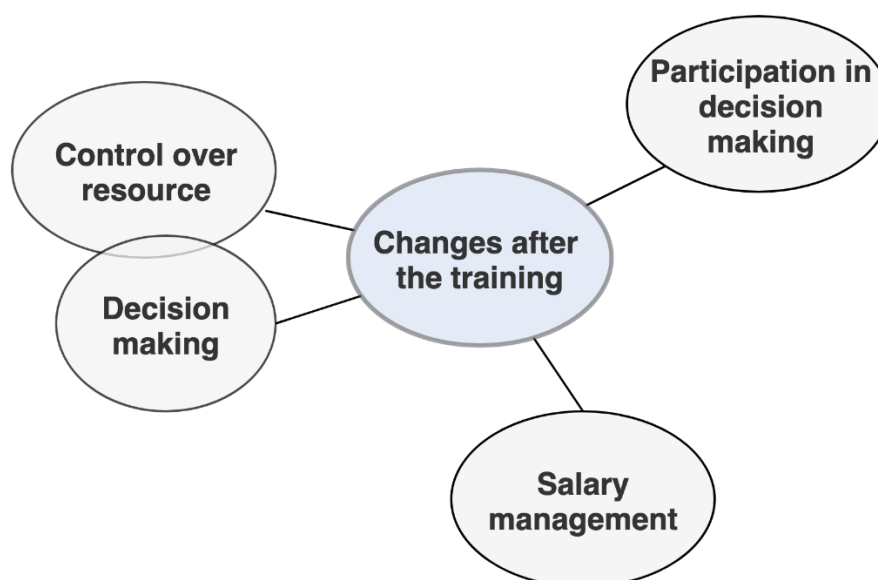 Participation in
decision
making
Control over
resource
Changes after
the training
Decision
making
Salary
management